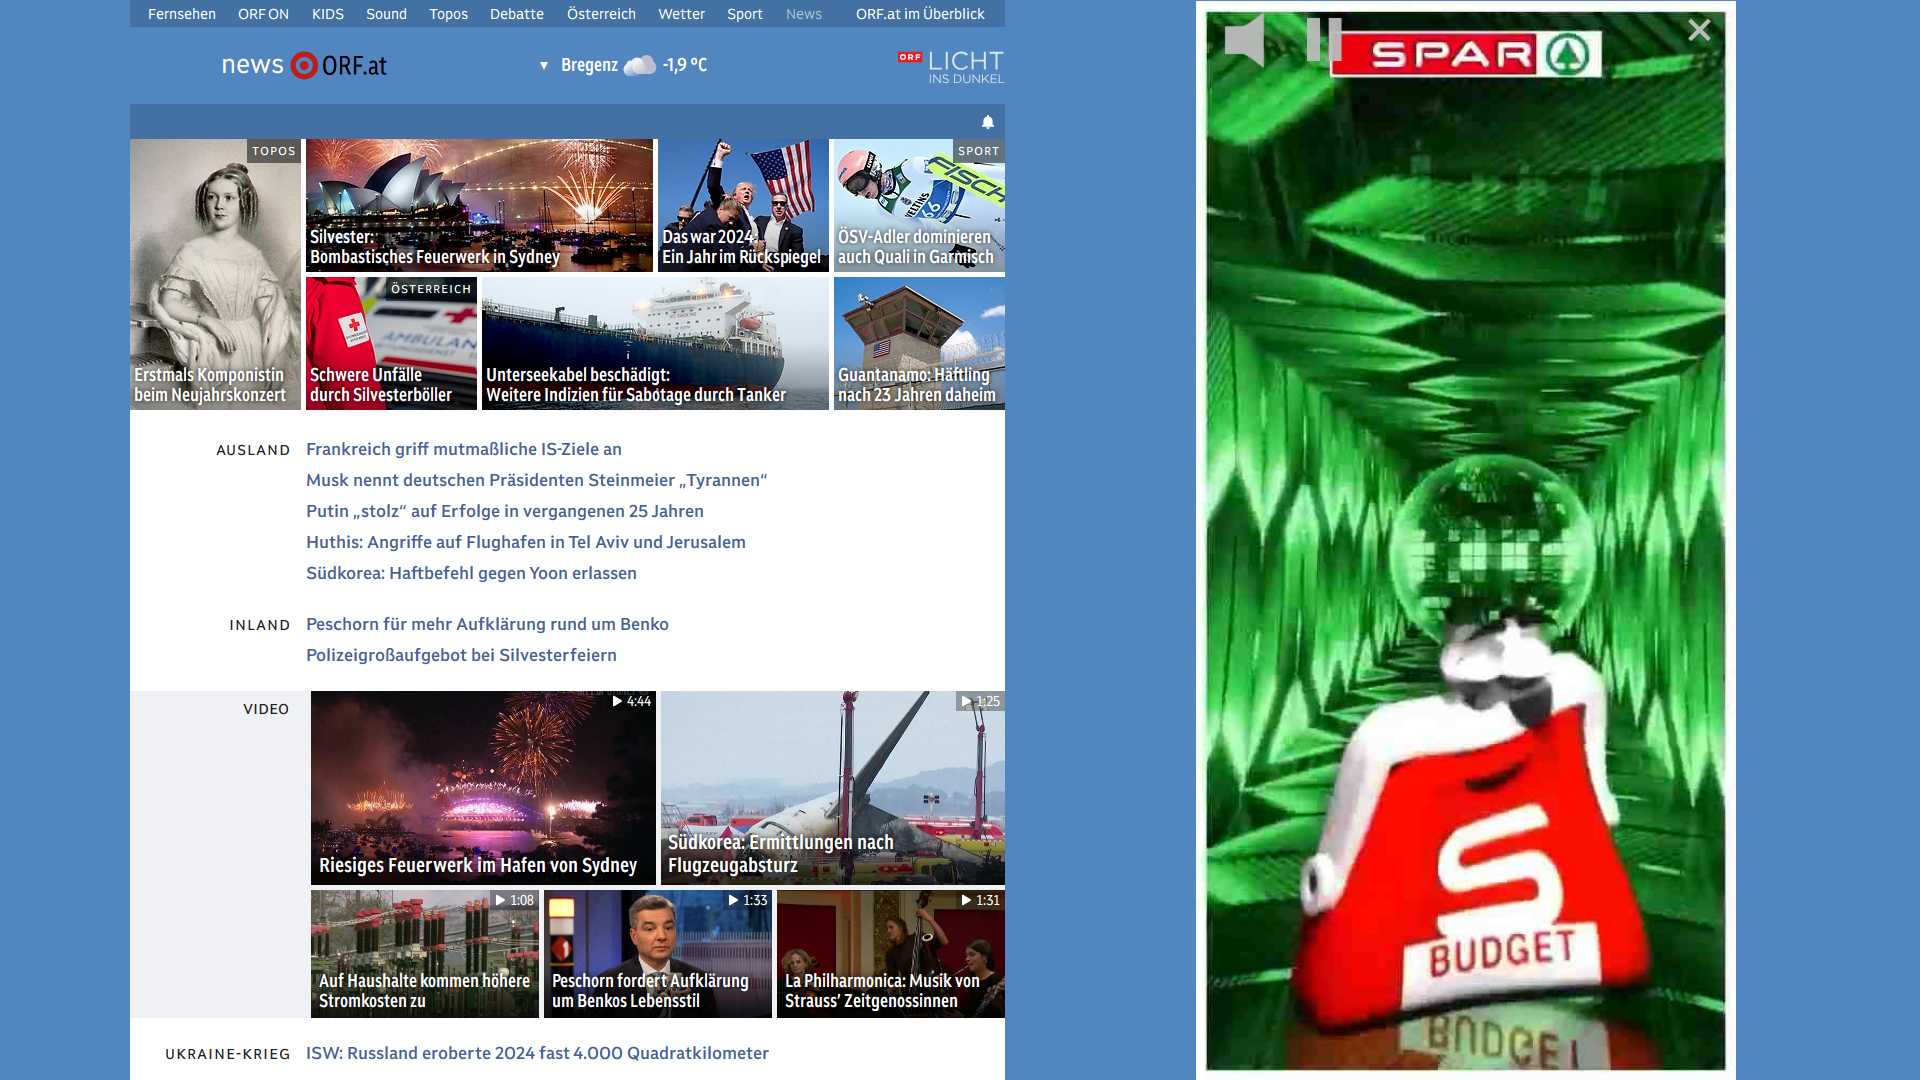 Fernsehen ORF ON KIDS Sound Topos Debatte Österreich Wetter Sport News ORF.at im Überblick
news ORF.at
Bregenz -1,9 °C
ORF LICHT
INS DUNKEL
TOPOS
Erstmals Komponistin
beim Neujahrskonzert
Silvester:
Bombastisches Feuerwerk in Sydney
Das war 2024:
Ein Jahr im Rückspiegel
SPORT
FISCH
VELTINS
66
ÖSV-Adler dominieren
auch Quali in Garmisch
ÖSTERREICH
AMBULAN
Schwere Unfälle
durch Silvesterböller
Unterseekabel beschädigt:
Weitere Indizien für Sabotage durch Tanker
Guantanamo: Häftling
nach 23 Jahren daheim
AUSLAND
Frankreich griff mutmaßliche IS-Ziele an
Musk nennt deutschen Präsidenten Steinmeier „Tyrannen“
Putin „stolz“ auf Erfolge in vergangenen 25 Jahren
Huthis: Angriffe auf Flughafen in Tel Aviv und Jerusalem
Südkorea: Haftbefehl gegen Yoon erlassen
INLAND
Peschorn für mehr Aufklärung rund um Benko
Polizeigroßaufgebot bei Silvesterfeiern
VIDEO
4:44
Riesiges Feuerwerk im Hafen von Sydney
1:25
Südkorea: Ermittlungen nach
Flugzeugabsturz
1:08
Auf Haushalte kommen höhere
Stromkosten zu
1:33
Peschorn fordert Aufklärung
um Benkos Lebensstil
1:31
La Philharmonica: Musik von
Strauss’ Zeitgenossinnen
UKRAINE-KRIEG
ISW: Russland eroberte 2024 fast 4.000 Quadratkilometer
SPAR
S
BUDGET